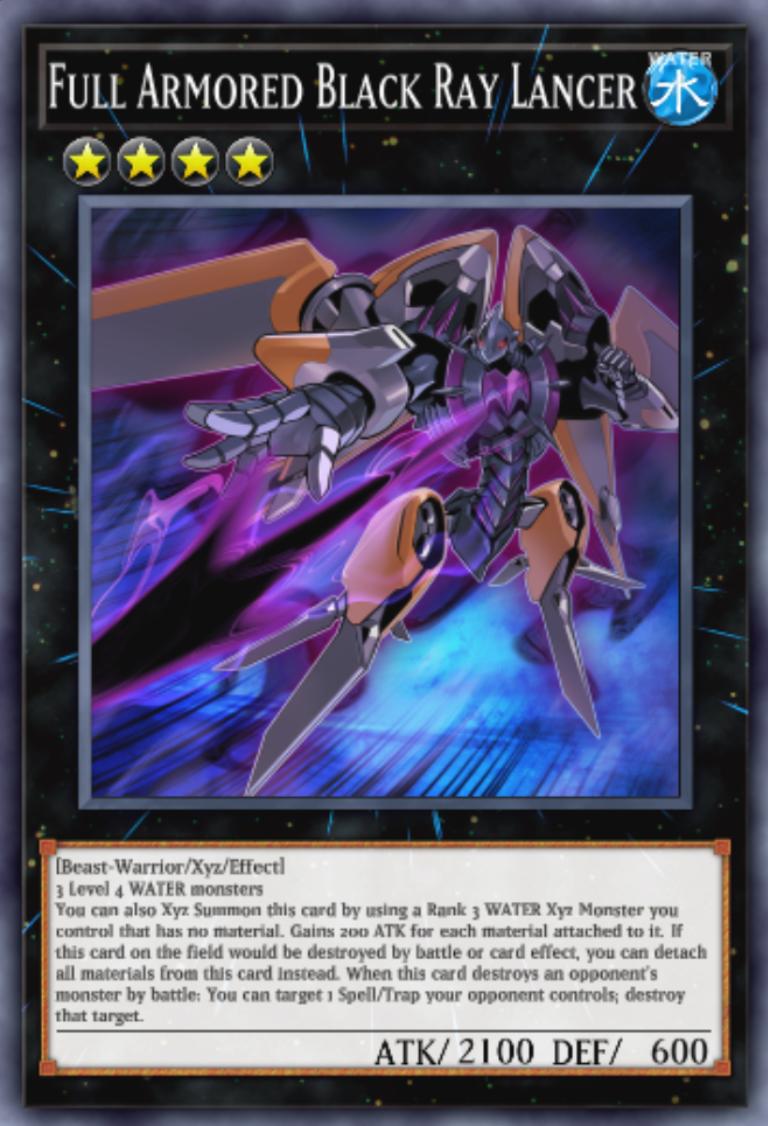 Full Armored Black Ray Lancer
WATER
水
[Beast-Warrior/Xyz/Effect]
3 Level 4 WATER monsters
You can also Xyz Summon this card by using a Rank 3 WATER Xyz Monster you
control that has no material. Gains 200 ATK for each material attached to it. If
this card on the field would be destroyed by battle or card effect, you can detach
all materials from this card instead. When this card destroys an opponent's
monster by battle: You can target 1 Spell/Trap your opponent controls; destroy
that target.
ATK/ 2100 DEF/ 600